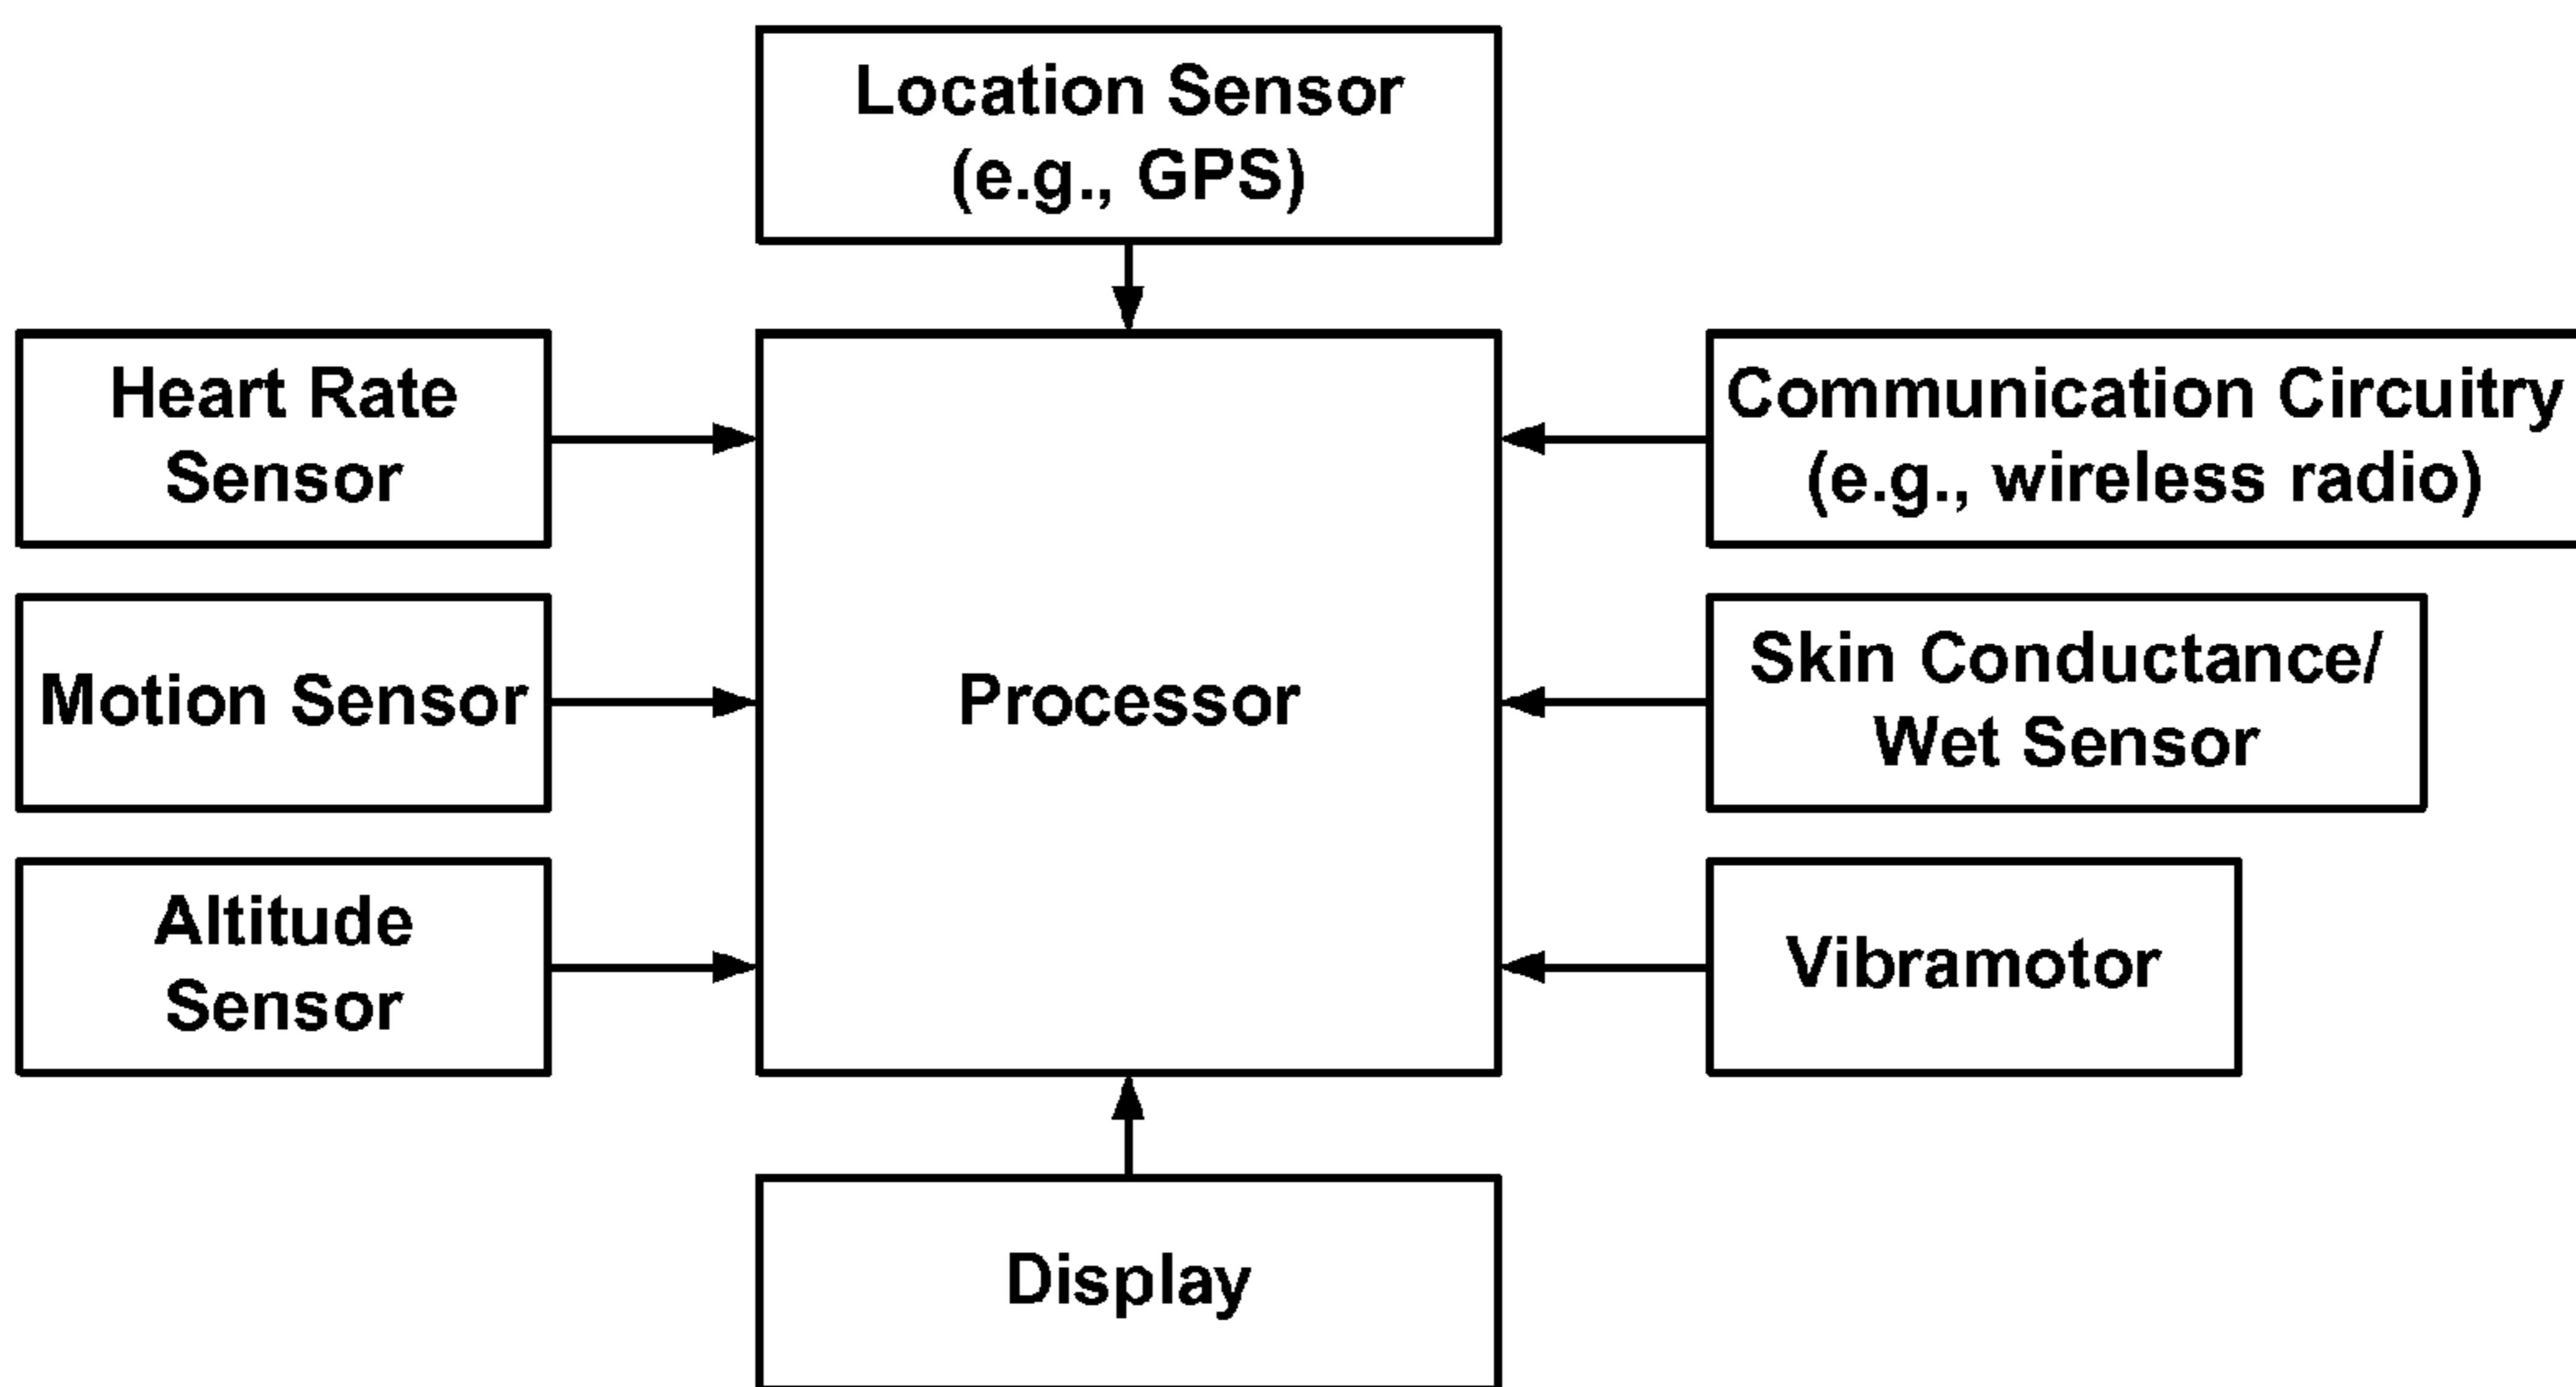 Location Sensor
(e.g., GPS)
Heart Rate
Sensor
Communication Circuitry
(e.g., wireless radio)
Motion Sensor
Processor
Skin Conductance/
Wet Sensor
Altitude
Sensor
Vibramotor
Display